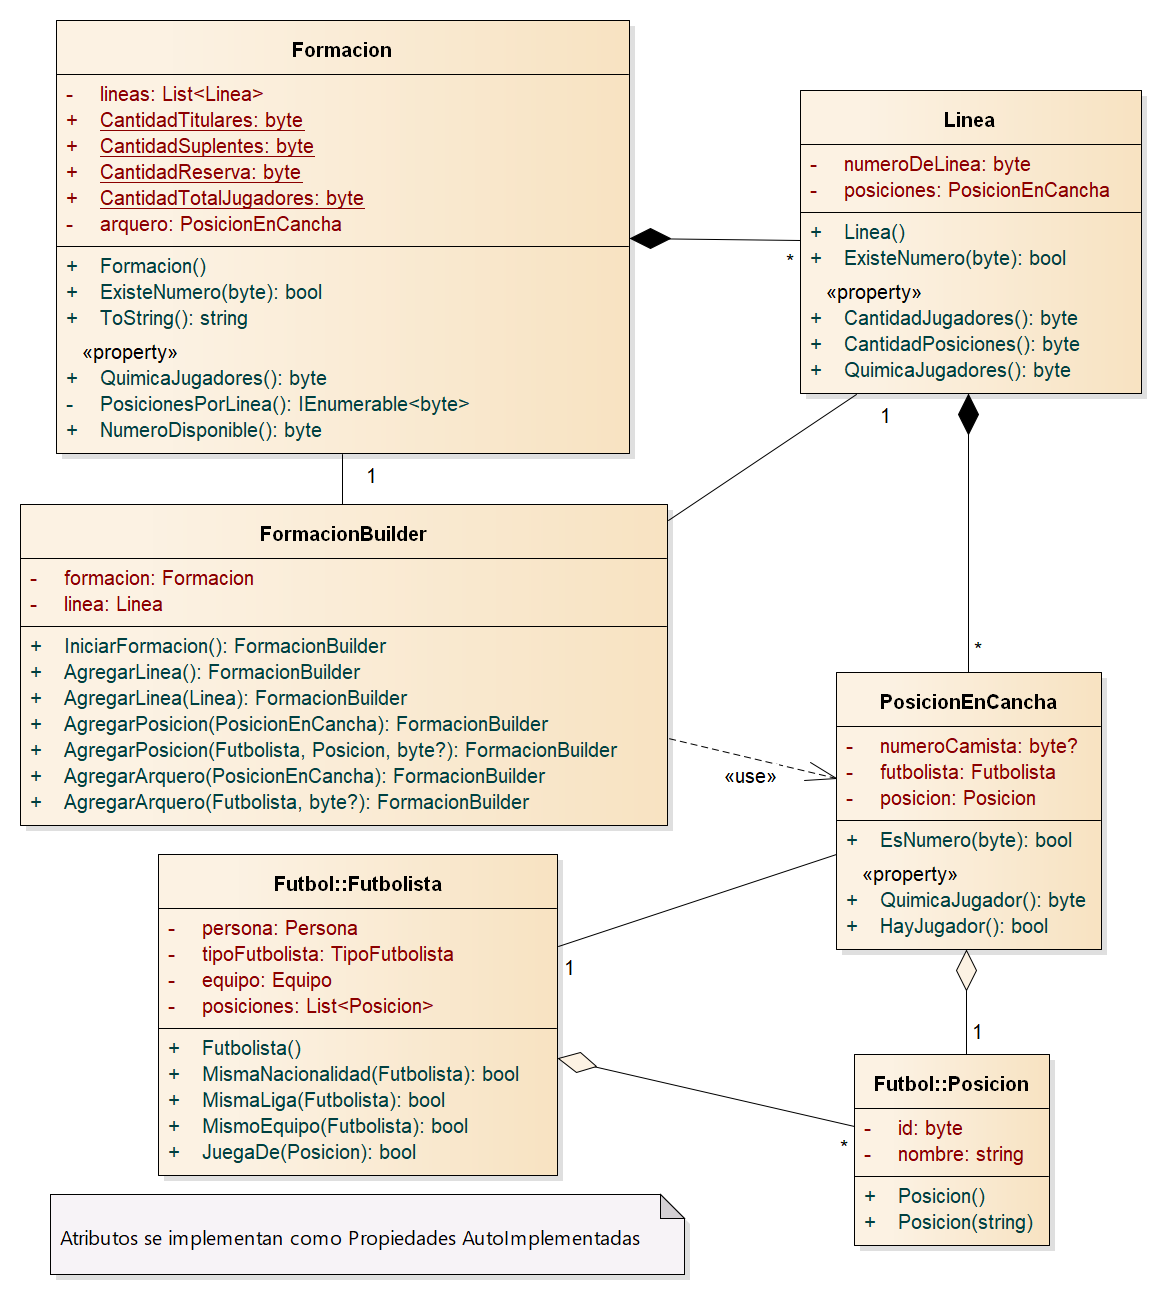 Formacion
- lineas: List<Linea>
+ CantidadTitulares: byte
+ CantidadSuplentes: byte
+ CantidadReserva: byte
+ CantidadTotalJugadores: byte
- arquero: PosicionEnCancha
+ Formacion()
+ ExisteNumero(byte): bool
+ ToString(): string
«property»
+ QuimicaJugadores(): byte
- PosicionesPorLinea(): IEnumerable<byte>
+ NumeroDisponible(): byte
Linea
- numeroDeLinea: byte
- posiciones: PosicionEnCancha
+ Linea()
+ ExisteNumero(byte): bool
«property»
+ CantidadJugadores(): byte
+ CantidadPosiciones(): byte
+ QuimicaJugadores(): byte
*
1
1
FormacionBuilder
- formacion: Formacion
- linea: Linea
+ IniciarFormacion(): FormacionBuilder
+ AgregarLinea(): FormacionBuilder
+ AgregarLinea(Linea): FormacionBuilder
+ AgregarPosicion(PosicionEnCancha): FormacionBuilder
+ AgregarPosicion(Futbolista, Posicion, byte?): FormacionBuilder
+ AgregarArquero(PosicionEnCancha): FormacionBuilder
+ AgregarArquero(Futbolista, byte?): FormacionBuilder
*
«use»
PosicionEnCancha
- numeroCamista: byte?
- futbolista: Futbolista
- posicion: Posicion
+ EsNumero(byte): bool
«property»
+ QuimicaJugador(): byte
+ HayJugador(): bool
Futbol::Futbolista
- persona: Persona
- tipoFutbolista: TipoFutbolista
- equipo: Equipo
- posiciones: List<Posicion>
+ Futbolista()
+ MismaNacionalidad(Futbolista): bool
+ MismaLiga(Futbolista): bool
+ MismoEquipo(Futbolista): bool
+ JuegaDe(Posicion): bool
1
1
*
Futbol::Posicion
- id: byte
- nombre: string
+ Posicion()
+ Posicion(string)
Atributos se implementan como Propiedades AutoImplementadas